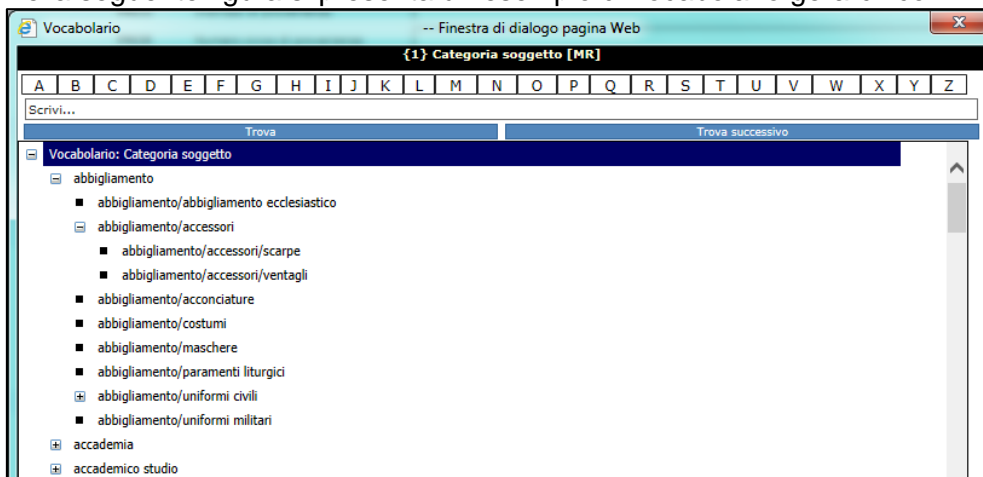 Vocabolario -- Finestra di dialogo pagina Web x
{1} Categoria soggetto [MR]
A B C D E F G H I J K L M N O P Q R S T U V W X Y Z
Scrivi...
Trova Trova successivo
Vocabolario: Categoria soggetto
abbigliamento
abbigliamento/abbigliamento ecclesiastico
abbigliamento/accessori
abbigliamento/accessori/scarpe
abbigliamento/accessori/ventagli
abbigliamento/acconciature
abbigliamento/costumi
abbigliamento/maschere
abbigliamento/paramenti liturgici
abbigliamento/uniformi civili
abbigliamento/uniformi militari
accademia
accademico studio